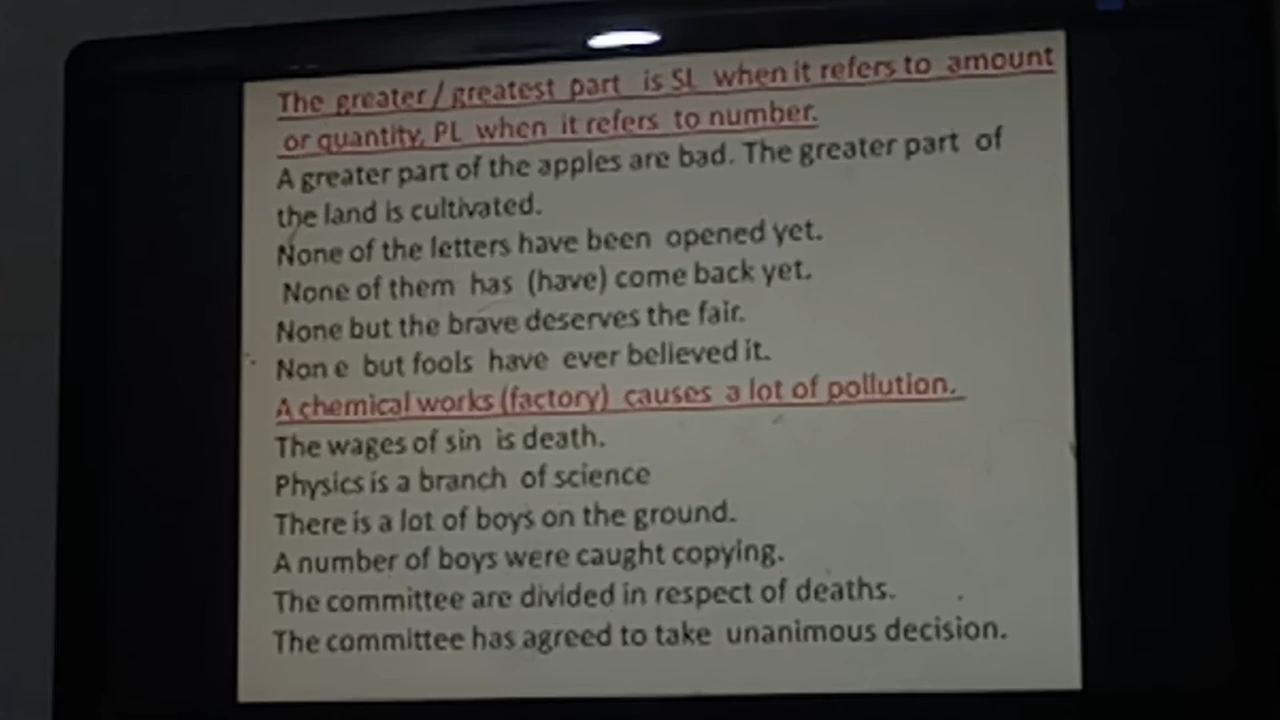 The greater / greatest part is SL when it refers to amount
or quantity, PL when it refers to number.
A greater part of the apples are bad. The greater part of
the land is cultivated.
None of the letters have been opened yet.
None of them has (have) come back yet.
None but the brave deserves the fair.
Non e but fools have ever believed it.
A chemical works (factory) causes a lot of pollution.
The wages of sin is death.
Physics is a branch of science
There is a lot of boys on the ground.
A number of boys were caught copying.
The committee are divided in respect of deaths.
The committee has agreed to take unanimous decision.